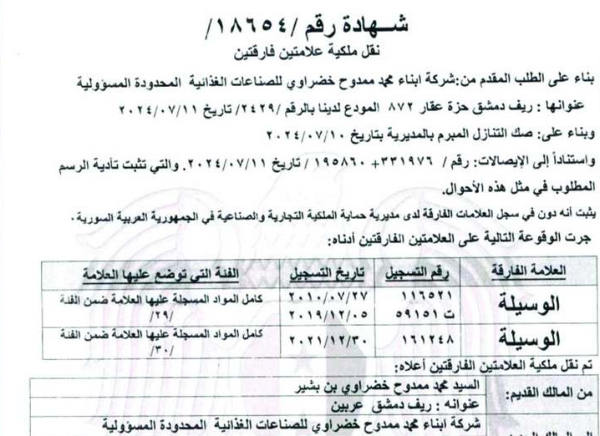 شـــهادة رقم /١٨٦٥٤/
نقل ملكية علامتين فارقتين
بناء على الطلب المقدم من: شركة ابناء محمد ممدوح خضراوي للصناعات الغذائية المحدودة المسؤولية
عنوانها : ريف دمشق حزة عقار ٨٧٢ المودع لدينا بالرقم /٢٤٢٩/ تاريخ ٢٠٢٤/٠٧/١١
وبناء على: صك التنازل المبرم بالمديرية بتاريخ ٢٠٢٤/٠٧/١٠
واستناداً إلى الإيصالات: رقم / ٣٣١٩٧٦+ ١٩٥٨٦٠ / تاريخ ٢٠٢٤/٠٧/١١. والتي تثبت تأدية الرسم
المطلوب في مثل هذه الأحوال.
يثبت أنه دون في سجل العلامات الفارقة لدى مديرية حماية الملكية التجارية والصناعية في الجمهورية العربية السورية .
جرت الوقوعة التالية على العلامتين الفارقتين أدناه:
العلامة الفارقة رقم التسجيل تاريخ التسجيل الفئة التي توضع عليها العلامة
الوسيلة ١١٦٥٢١ ٢٠١٠/٠٧/٢٧ كامل المواد المسجلة عليها العلامة ضمن الفئة
ت ٥٩١٥١ ٢٠١٩/١٢/٠٥ /٢٩/
الوسيلة ١٦١٢٤٨ ٢٠٢١/١٢/٣٠ كامل المواد المسجلة عليها العلامة ضمن الفئة
/٣٠/
تم نقل ملكية العلامتين الفارقتين أعلاه:
من المالك القديم: السيد محمد ممدوح خضراوي بن بشير
عنوانه : ريف دمشق عربين
شركة ابناء محمد ممدوح خضراوي للصناعات الغذائية المحدودة المسؤولية